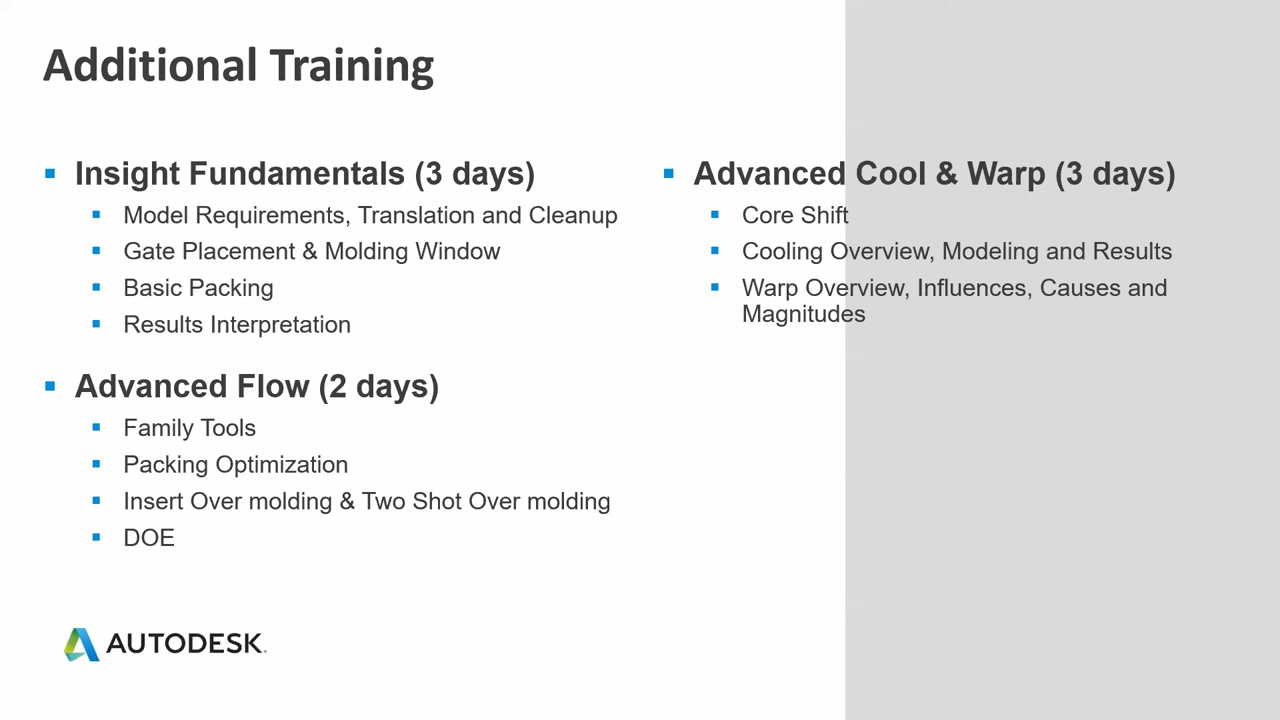 Additional Training
Insight Fundamentals (3 days)
Model Requirements, Translation and Cleanup
Gate Placement & Molding Window
Basic Packing
Results Interpretation
Advanced Flow (2 days)
Family Tools
Packing Optimization
Insert Over molding & Two Shot Over molding
DOE
Advanced Cool & Warp (3 days)
Core Shift
Cooling Overview, Modeling and Results
Warp Overview, Influences, Causes and
Magnitudes
AUTODESK.